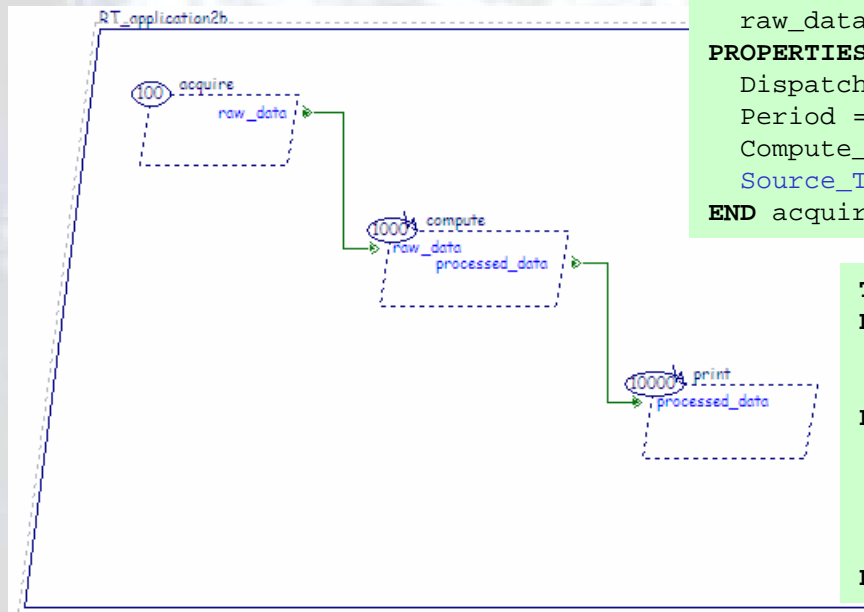 RT_application2b
100 acquire
raw_data
1000 compute
raw_data
processed_data
10000 print
processed_data
raw_data
PROPERTIES
Dispatch
Period =
Compute_
Source_T
END acquir